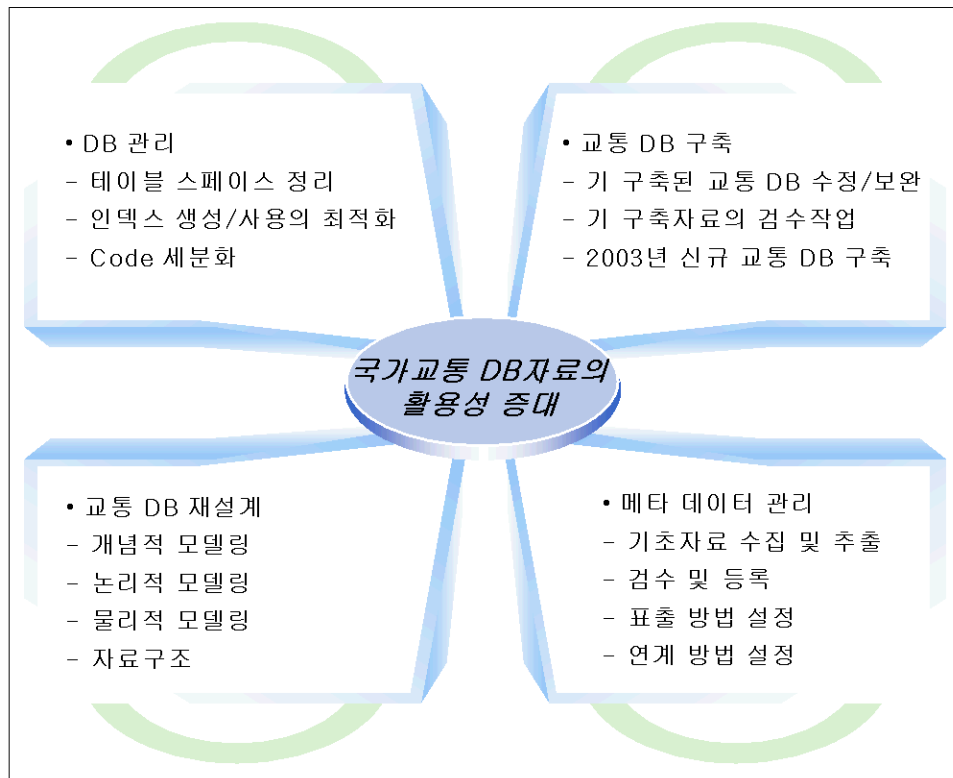 • DB 관리
– 테이블 스페이스 정리
– 인덱스 생성/사용의 최적화
– Code 세분화
• 교통 DB 구축
– 기 구축된 교통 DB 수정/보완
– 기 구축자료의 검수작업
– 2003년 신규 교통 DB 구축
국가교통 DB자료의
활용성 증대
• 교통 DB 재설계
– 개념적 모델링
– 논리적 모델링
– 물리적 모델링
– 자료구조
• 메타 데이터 관리
– 기초자료 수집 및 추출
– 검수 및 등록
– 표출 방법 설정
– 연계 방법 설정